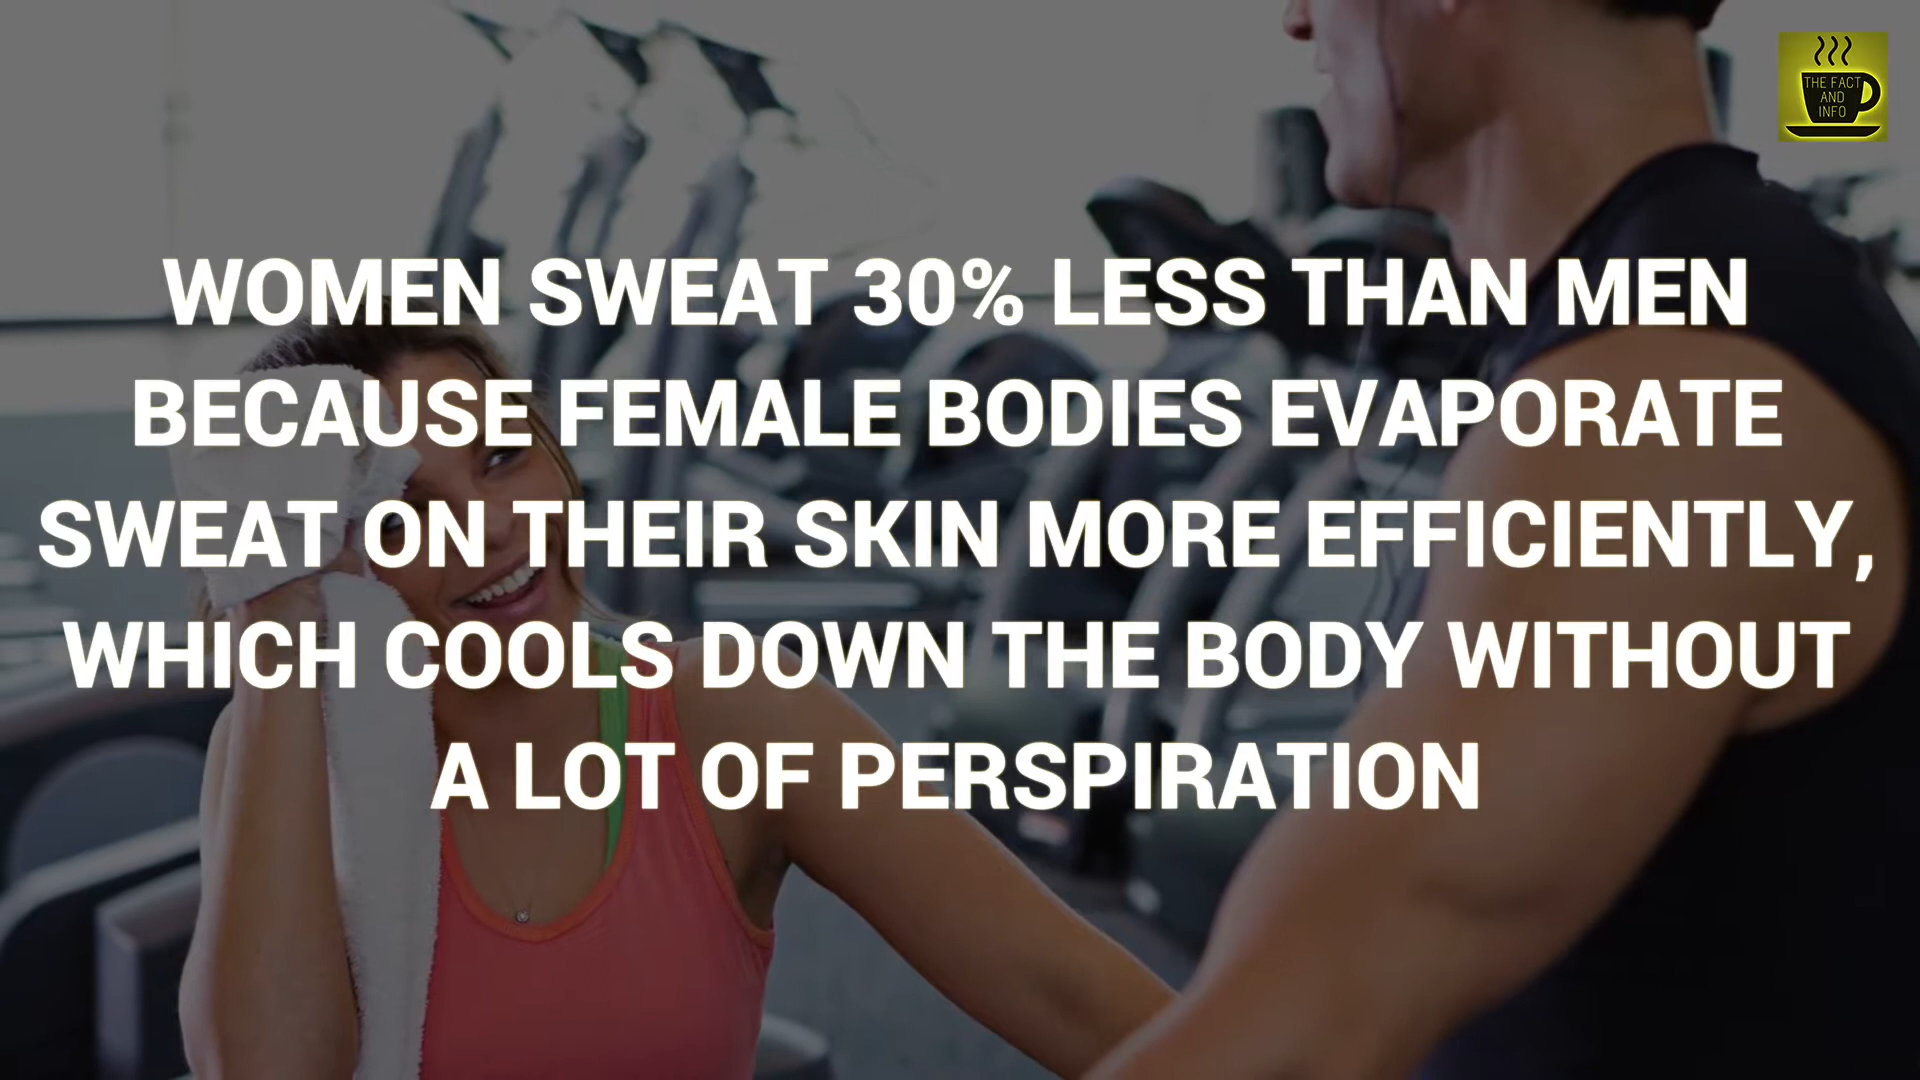 THE FACT
AND
INFO
WOMEN SWEAT 30% LESS THAN MEN
BECAUSE FEMALE BODIES EVAPORATE
SWEAT ON THEIR SKIN MORE EFFICIENTLY,
WHICH COOLS DOWN THE BODY WITHOUT
A LOT OF PERSPIRATION